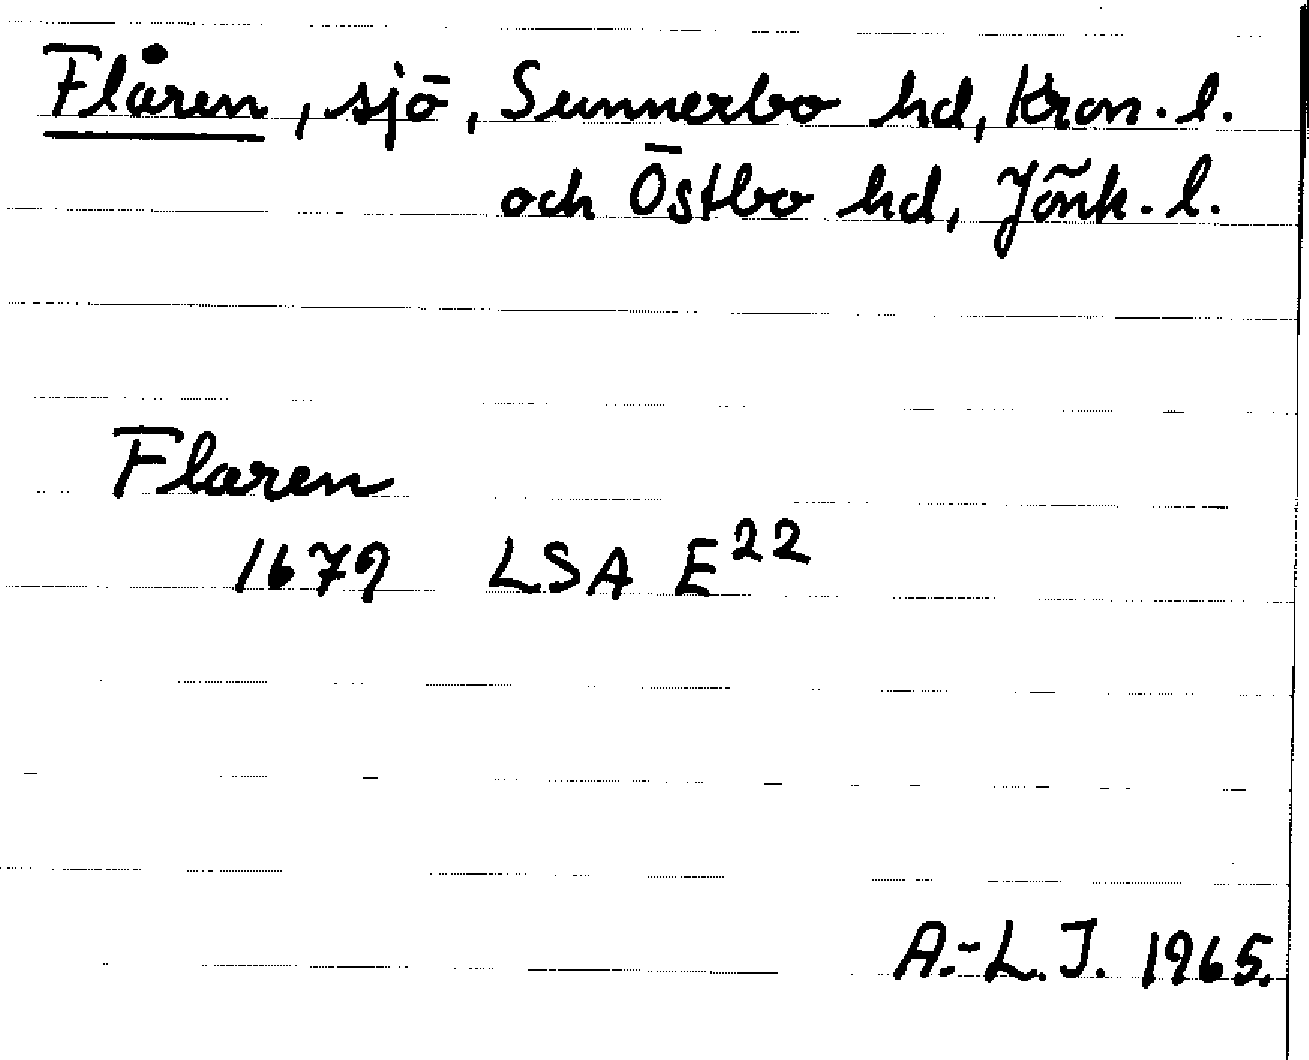 Flåren, sjö, Sunnerbo hd, Kron. l.
och Östbo hd, Jönk. l.
Flaren
1679 LSA E²²
A.-L. J. 1965.